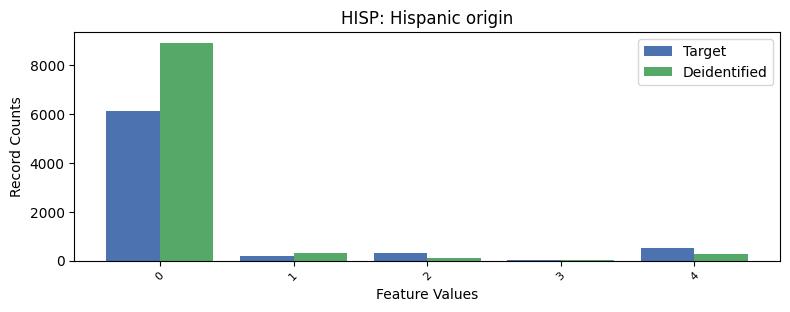 HISP: Hispanic origin
Target
Deidentified
Record Counts
8000
6000
4000
2000
0
0
1
2
3
4
Feature Values